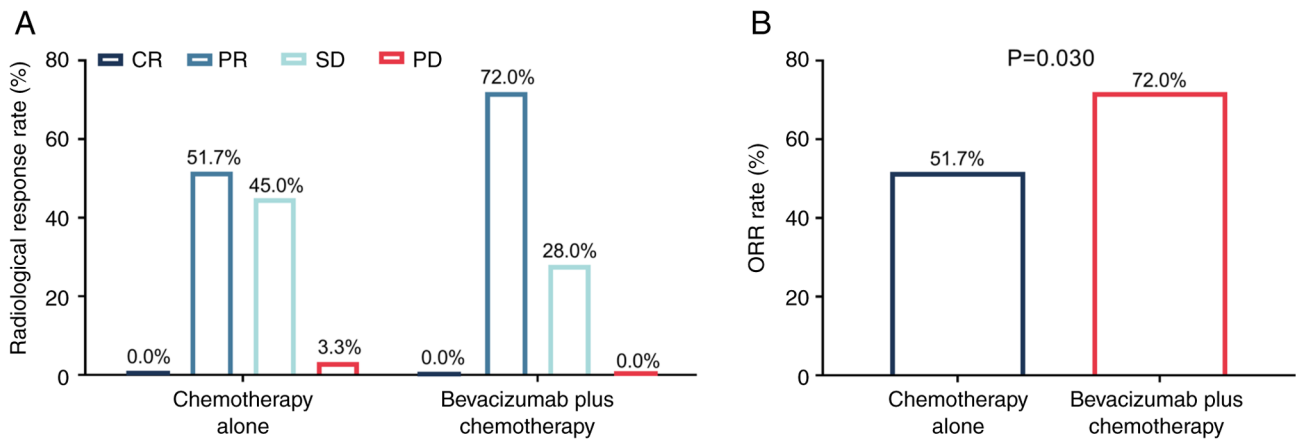 A
CR PR SD PD
Radiological response rate (%)
80
60
40
20
0
0.0%
51.7%
45.0%
3.3%
0.0%
72.0%
28.0%
0.0%
Chemotherapy
alone
Bevacizumab plus
chemotherapy
B
P=0.030
ORR rate (%)
80
60
40
20
0
51.7%
72.0%
Chemotherapy
alone
Bevacizumab plus
chemotherapy